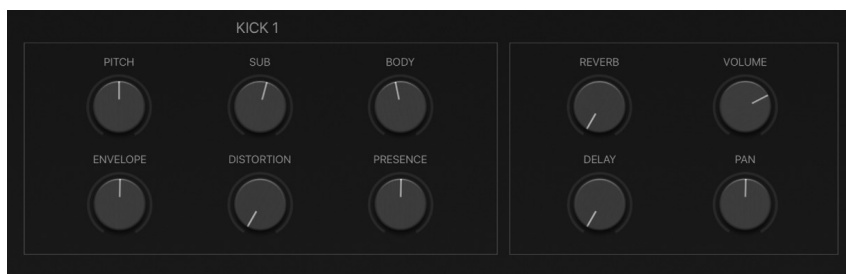 KICK 1
PITCH SUB BODY
ENVELOPE DISTORTION PRESENCE
REVERB VOLUME
DELAY PAN